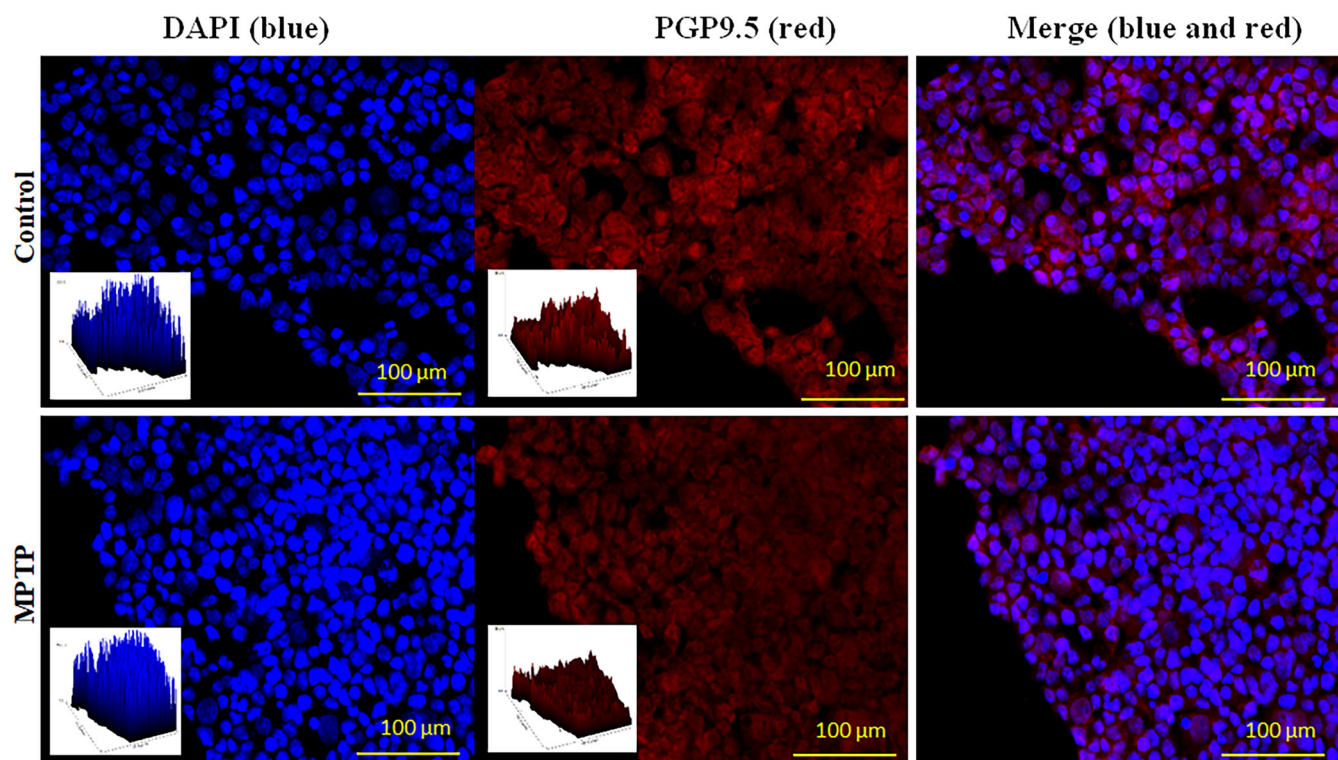 DAPI (blue)
PGP9.5 (red)
Merge (blue and red)
Control
100 µm
100 µm
100 µm
MPTP
100 µm
100 µm
100 µm